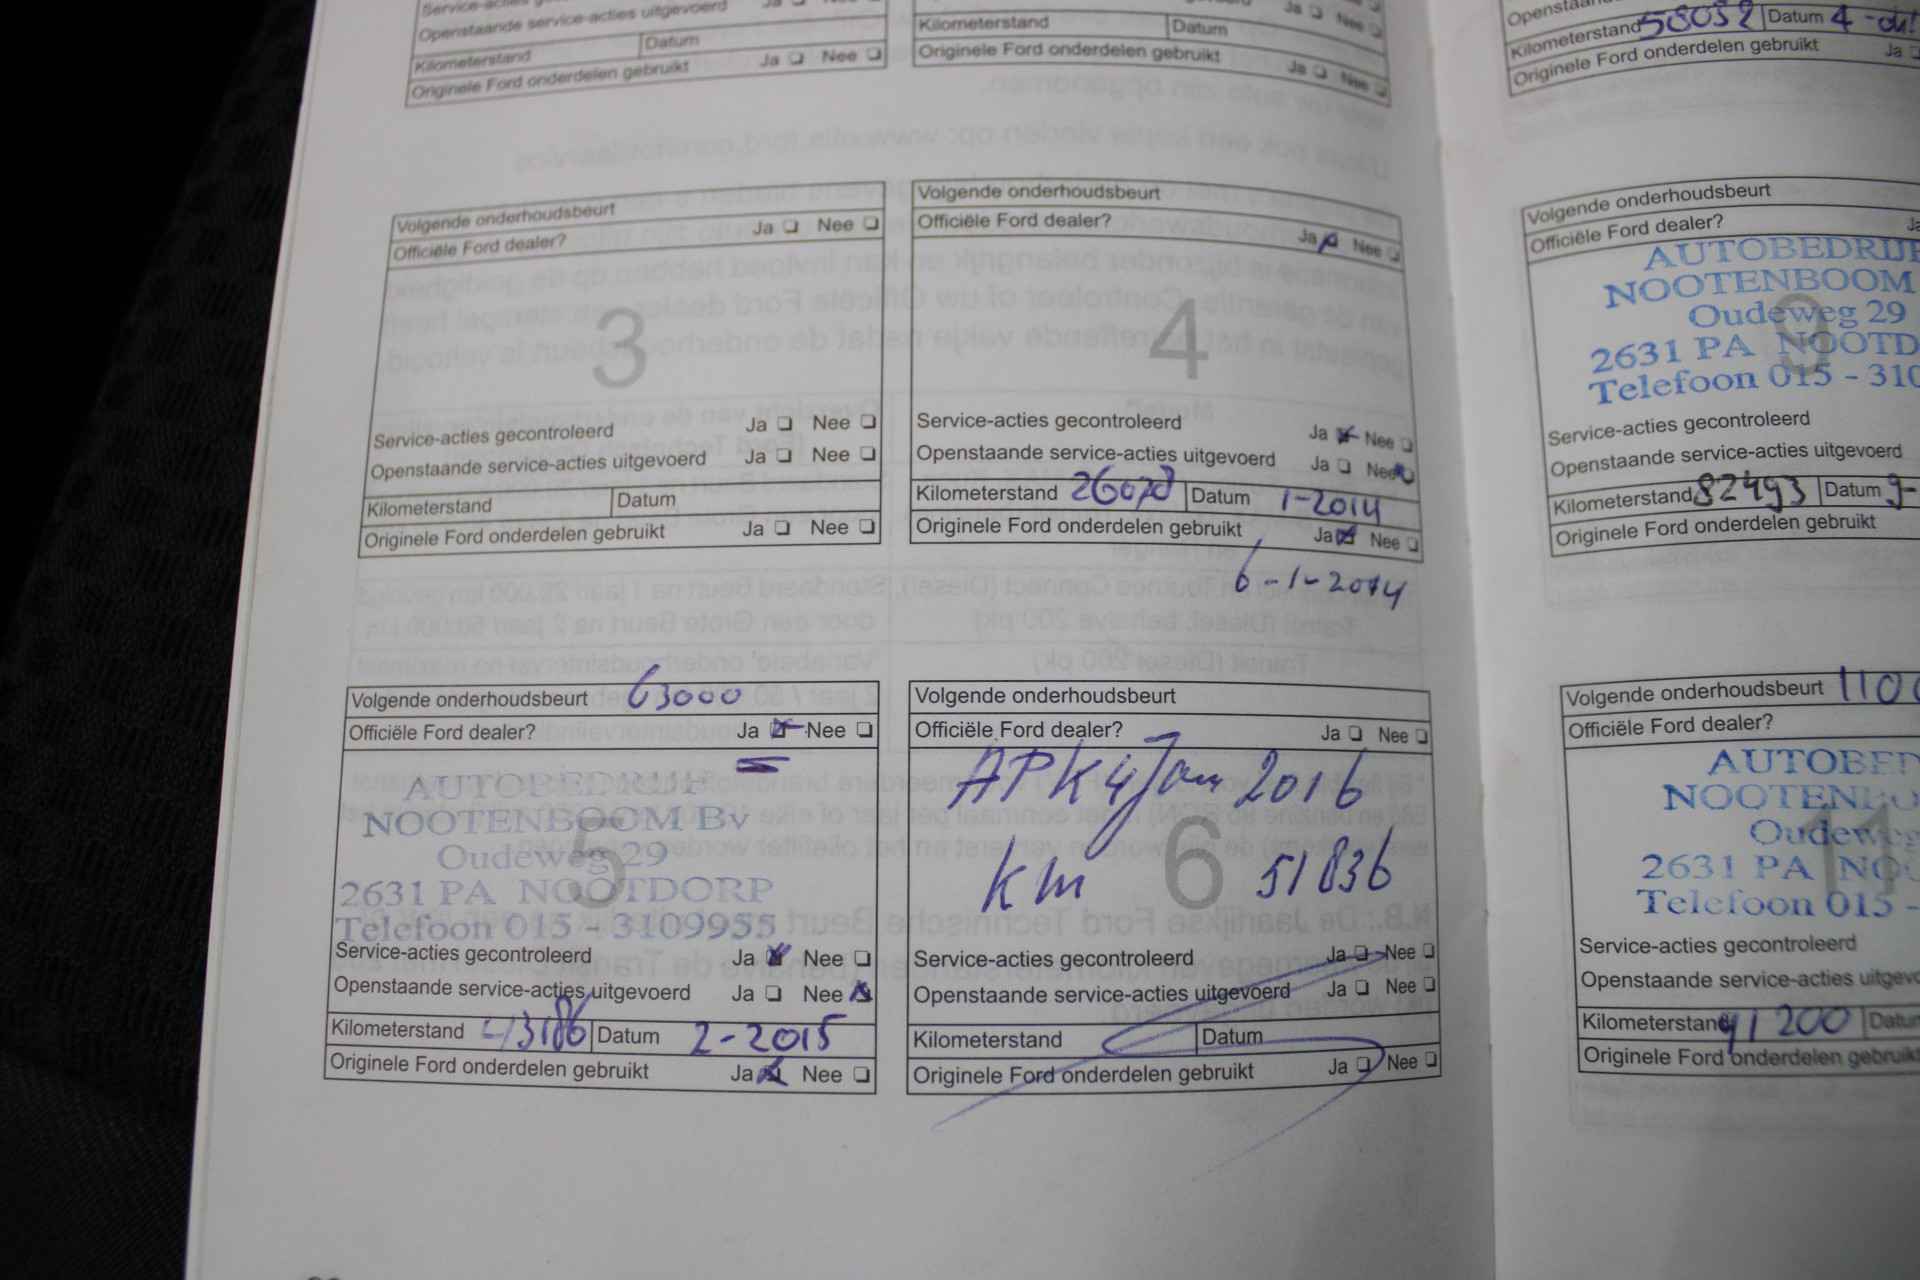 Openstaande service-acties uitgevoerd
Kilometerstand Datum
Originele Ford onderdelen gebruikt Ja Nee
Kilometerstand Datum
Originele Ford onderdelen gebruikt Ja Nee
Kilometerstand 58032 Datum 4
Originele Ford onderdelen gebruikt Ja
Volgende onderhoudsbeurt
Officiële Ford dealer? Ja Nee
3
Service-acties gecontroleerd Ja Nee
Openstaande service-acties uitgevoerd Ja Nee
Kilometerstand Datum
Originele Ford onderdelen gebruikt Ja Nee
Volgende onderhoudsbeurt
Officiële Ford dealer? Ja Nee
4
Service-acties gecontroleerd Ja Nee
Openstaande service-acties uitgevoerd Ja Nee
Kilometerstand Datum 1-2014
Originele Ford onderdelen gebruikt Ja Nee
6-1-2014
Volgende onderhoudsbeurt
Officiële Ford dealer?
NOOTENBOOM
Oudeweg 29
9
2631 PA
Telefoon 015 -
Service-acties gecontroleerd
Openstaande service-acties uitgevoerd
Kilometerstand 82493 Datum 9-
Originele Ford onderdelen gebruikt
Volgende onderhoudsbeurt 63000
Officiële Ford dealer? Ja Nee
AUTOBEDRIJF
NOOTENBOOM Bv
Oudeweg 29
5
2631 PA NOOTDORP
Telefoon 015 - 3109955
Service-acties gecontroleerd Ja Nee
Openstaande service-acties uitgevoerd Ja Nee
Kilometerstand 43186 Datum 2-2015
Originele Ford onderdelen gebruikt Ja Nee
Volgende onderhoudsbeurt
Officiële Ford dealer? Ja Nee
APK 4 Jan 2016
6
km 51836
Service-acties gecontroleerd Ja Nee
Openstaande service-acties uitgevoerd Ja Nee
Kilometerstand Datum
Originele Ford onderdelen gebruikt Ja Nee
Volgende onderhoudsbeurt
Officiële Ford dealer?
11
2631 PA
Telefoon 015 -
Service-acties gecontroleerd
Openstaande service-acties
Kilometerstand 91200
Originele Ford onderdelen